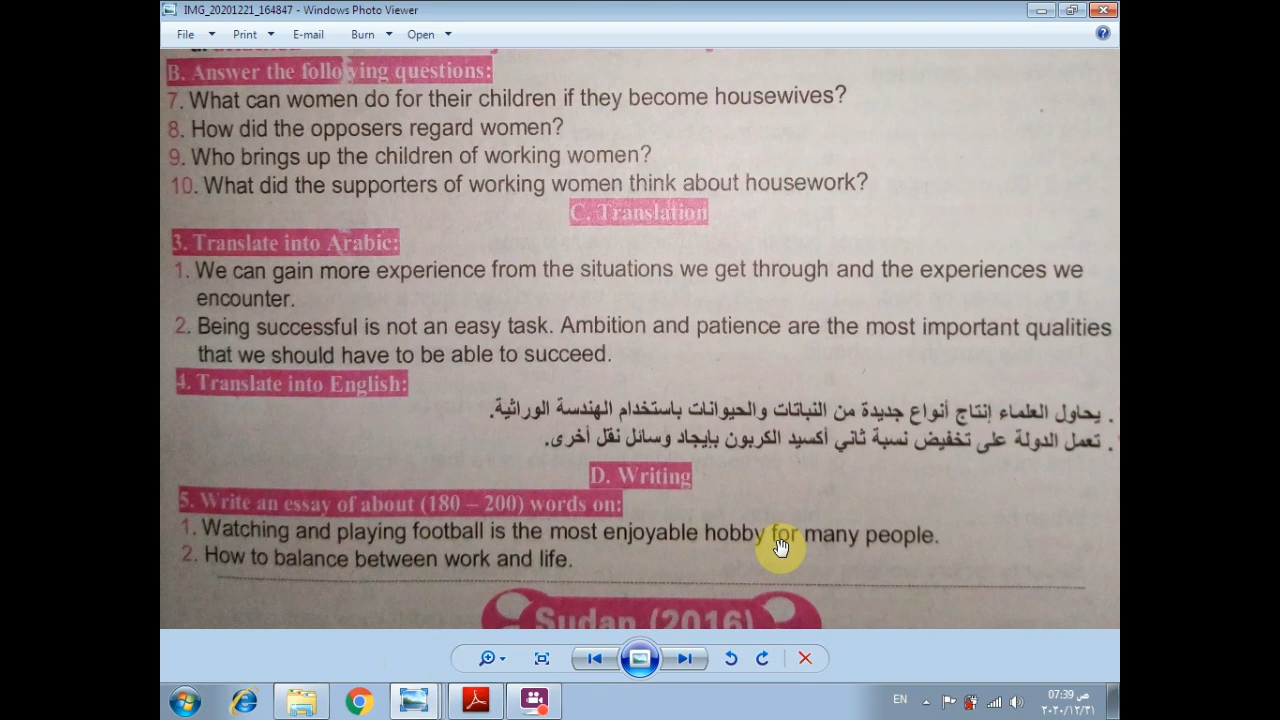 IMG_20201221_164847 - Windows Photo Viewer
File Print E-mail Burn Open
B. Answer the following questions:
7. What can women do for their children if they become housewives?
8. How did the opposers regard women?
9. Who brings up the children of working women?
10. What did the supporters of working women think about housework?
C. Translation
3. Translate into Arabic:
1. We can gain more experience from the situations we get through and the experiences we
encounter.
2. Being successful is not an easy task. Ambition and patience are the most important qualities
that we should have to be able to succeed.
4. Translate into English:
. يحاول العلماء إنتاج أنواع جديدة من النباتات والحيوانات باستخدام الهندسة الوراثية.
. تعمل الدولة على تخفيض نسبة ثاني أكسيد الكربون بإيجاد وسائل نقل أخرى.
D. Writing
5. Write an essay of about (180 – 200) words on:
1. Watching and playing football is the most enjoyable hobby for many people.
2. How to balance between work and life.
Sudan (2016)
EN
07:39 ص
٢٠٢٠/١٢/٣١